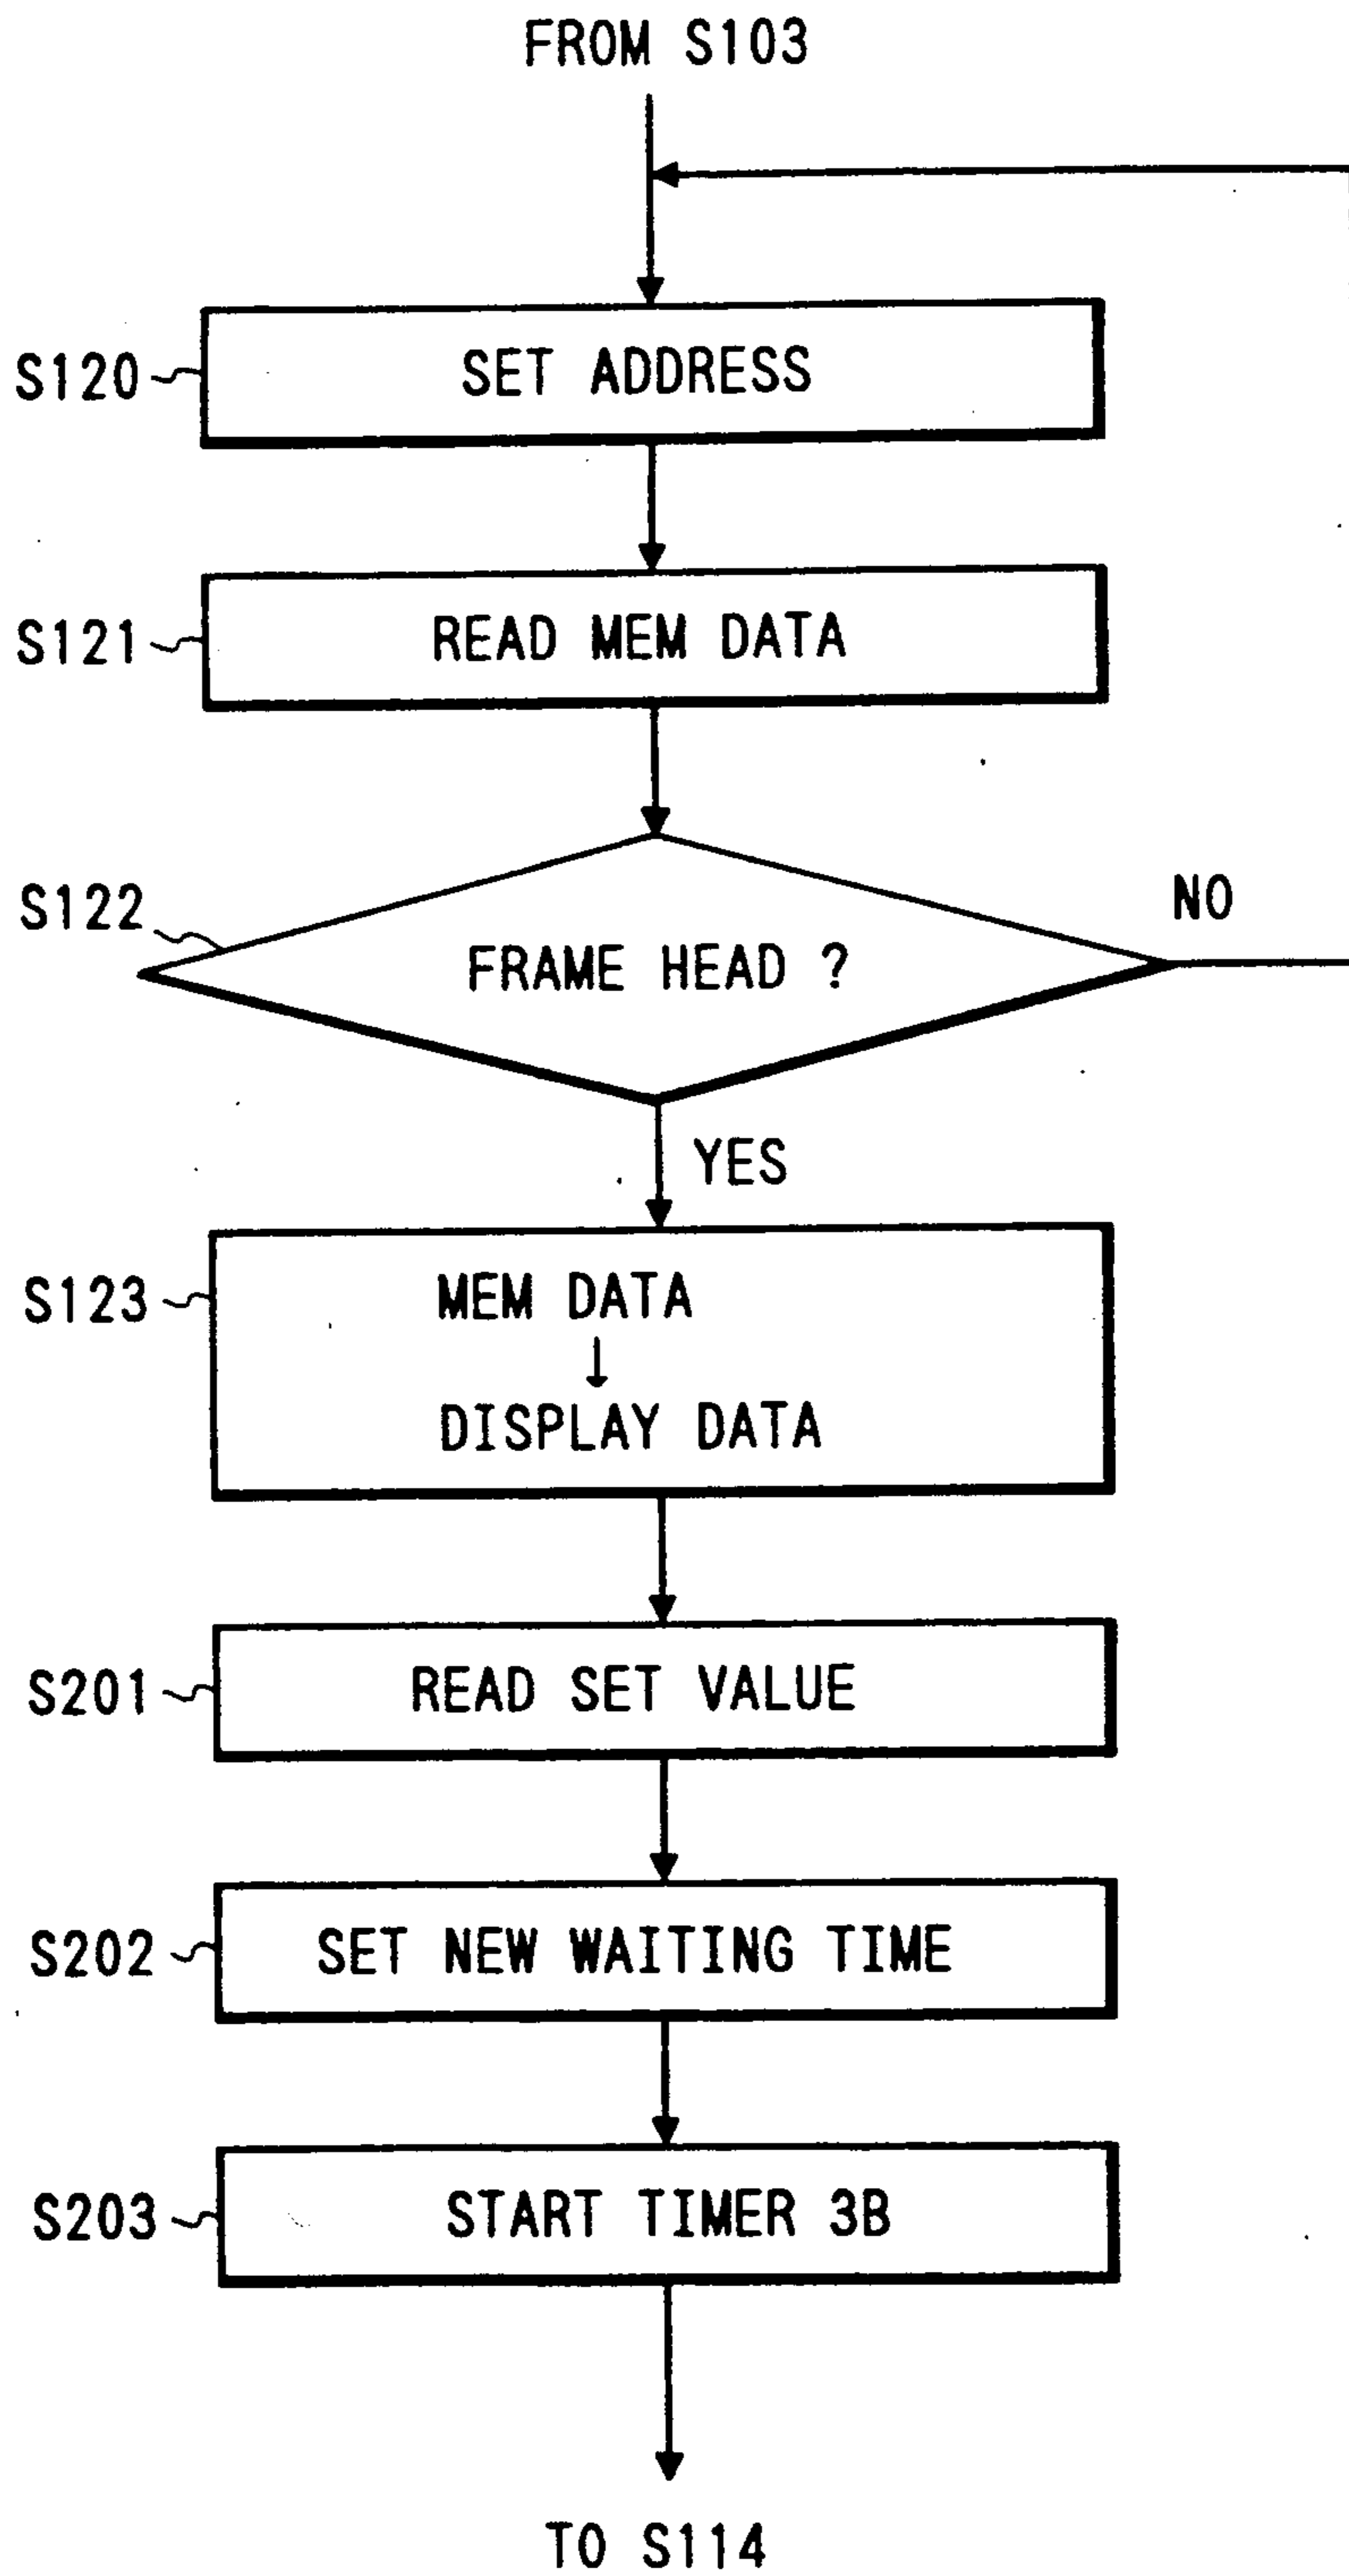 FROM S103
S120
SET ADDRESS
S121
READ MEM DATA
S122
FRAME HEAD ?
NO
YES
S123
MEM DATA
↓
DISPLAY DATA
S201
READ SET VALUE
S202
SET NEW WAITING TIME
S203
START TIMER 3B
TO S114